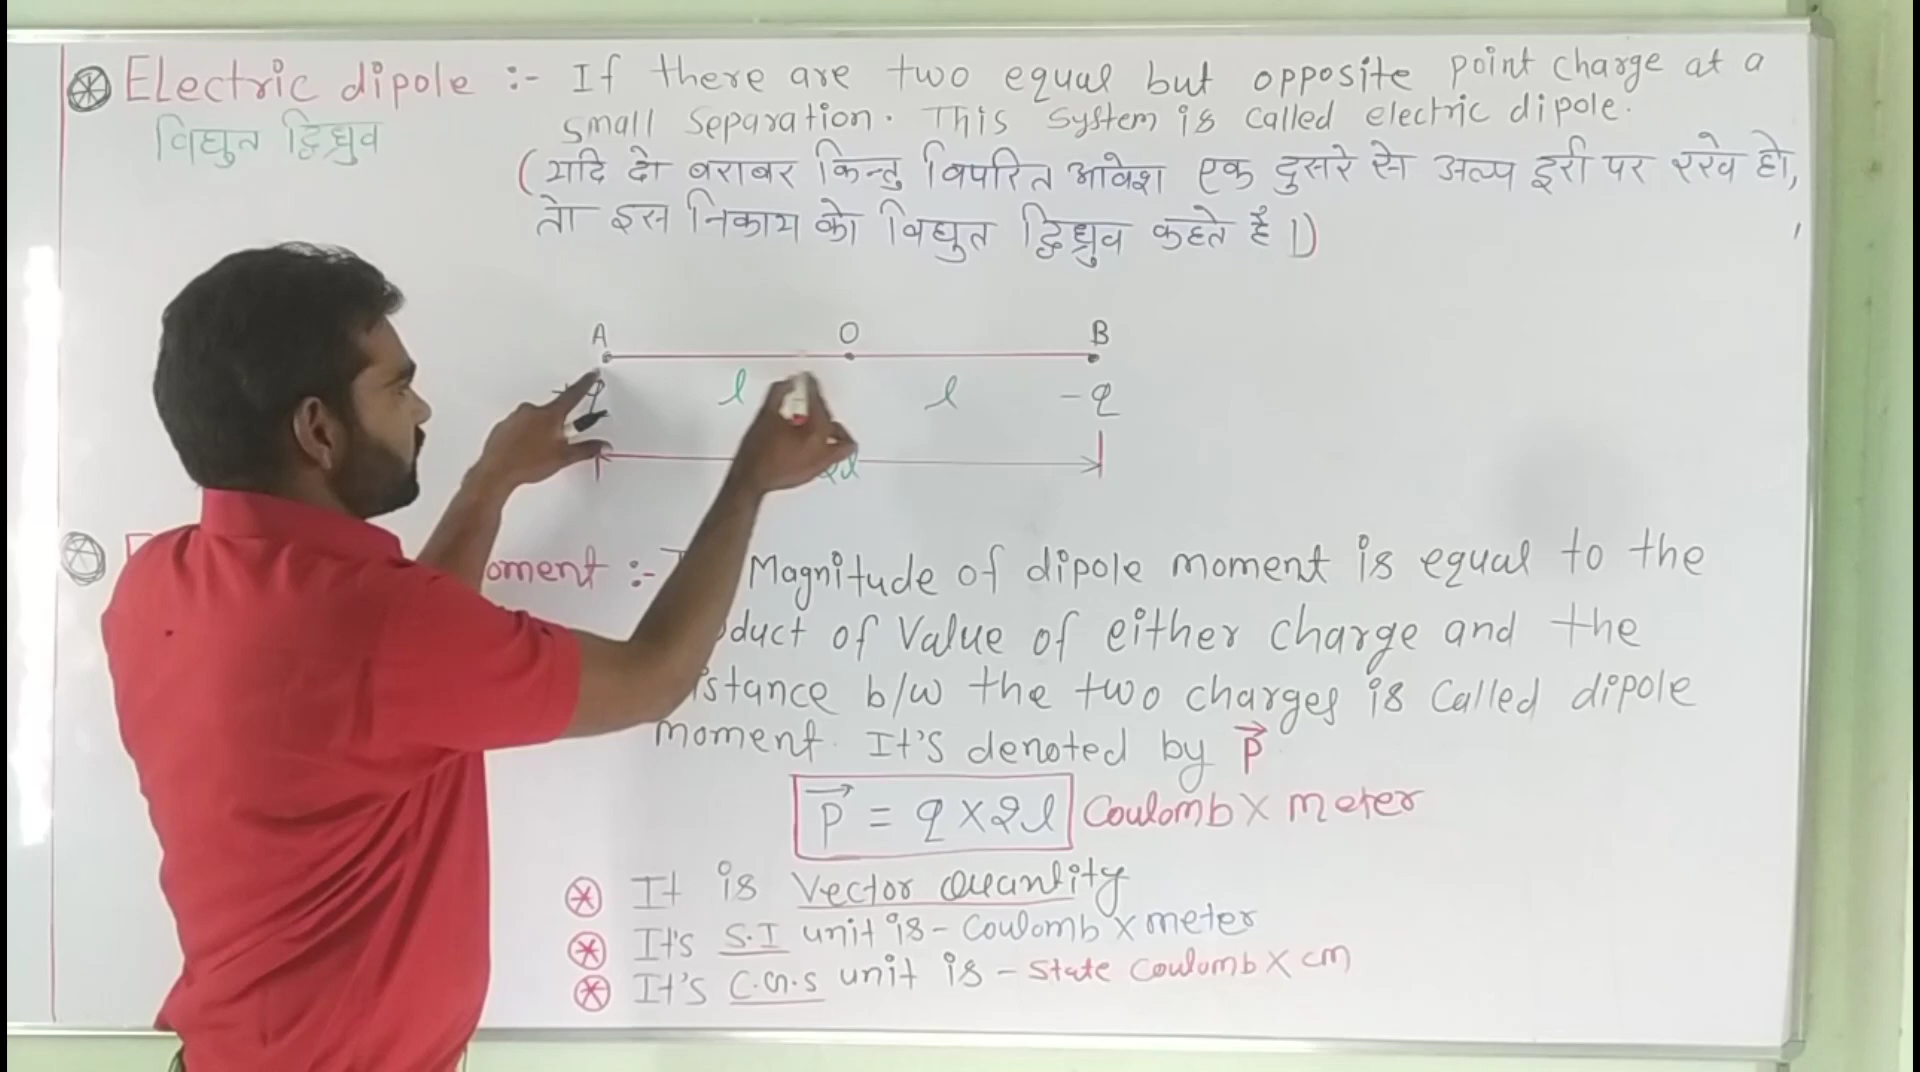 Electric dipole :- If there are two equal but opposite point charge at a
विद्युत द्विध्रुव small separation. This system is called electric dipole.
(यदि दो बराबर किन्तु विपरित आवेश एक दुसरे से अल्प दुरी पर रखे हो,
तो इस निकाय को विद्युत द्विध्रुव कहते हैं।)
A O B
+q l l -q
2l
oment :- Magnitude of dipole moment is equal to the
duct of Value of either charge and the
istance b/w the two charges is Called dipole
moment. It's denoted by p⃗
p⃗ = q×2l Coulomb × meter
It is Vector Quantity
It's S.I unit is - Coulomb × meter
It's C.G.S unit is - State Coulomb × cm